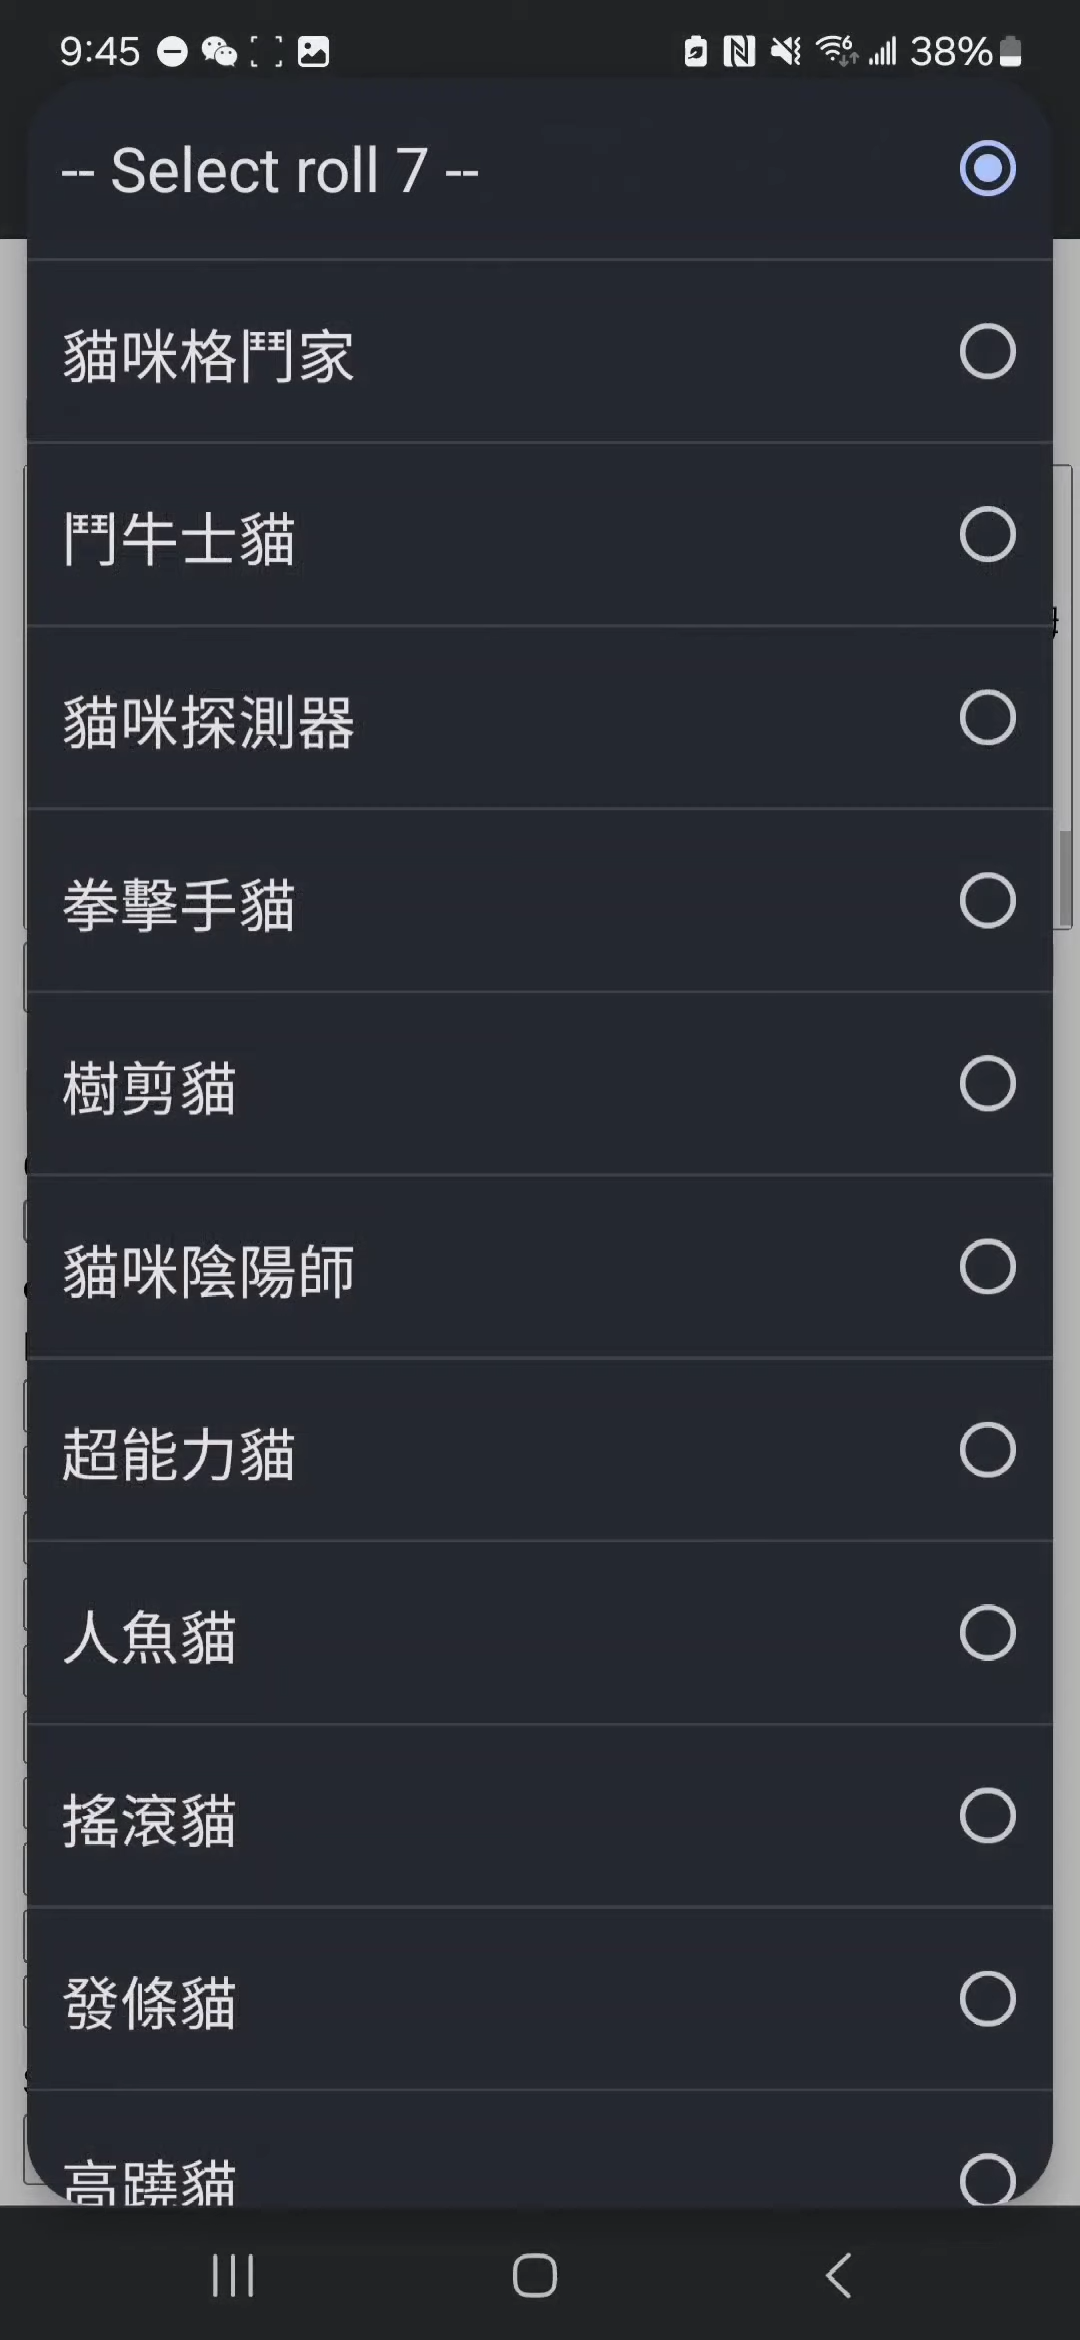 9:45
38%
-- Select roll 7 --
貓咪格鬥家
鬥牛士貓
貓咪探測器
拳擊手貓
樹剪貓
貓咪陰陽師
超能力貓
人魚貓
搖滾貓
發條貓
高蹺貓